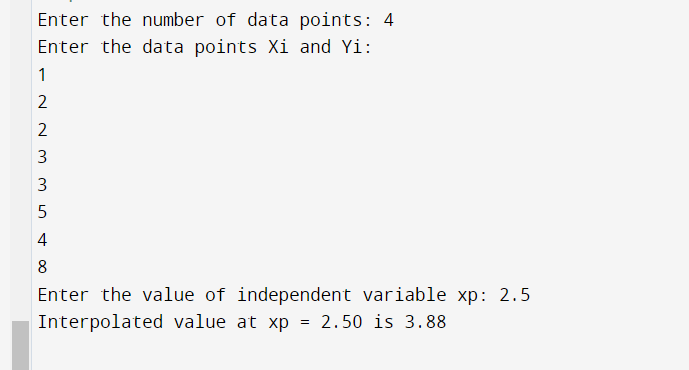 Enter the number of data points: 4
Enter the data points Xi and Yi:
1
2
2
3
3
5
4
8
Enter the value of independent variable xp: 2.5
Interpolated value at xp = 2.50 is 3.88